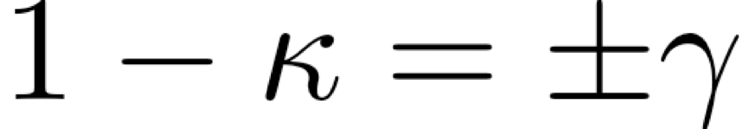 1 − κ = ±γ